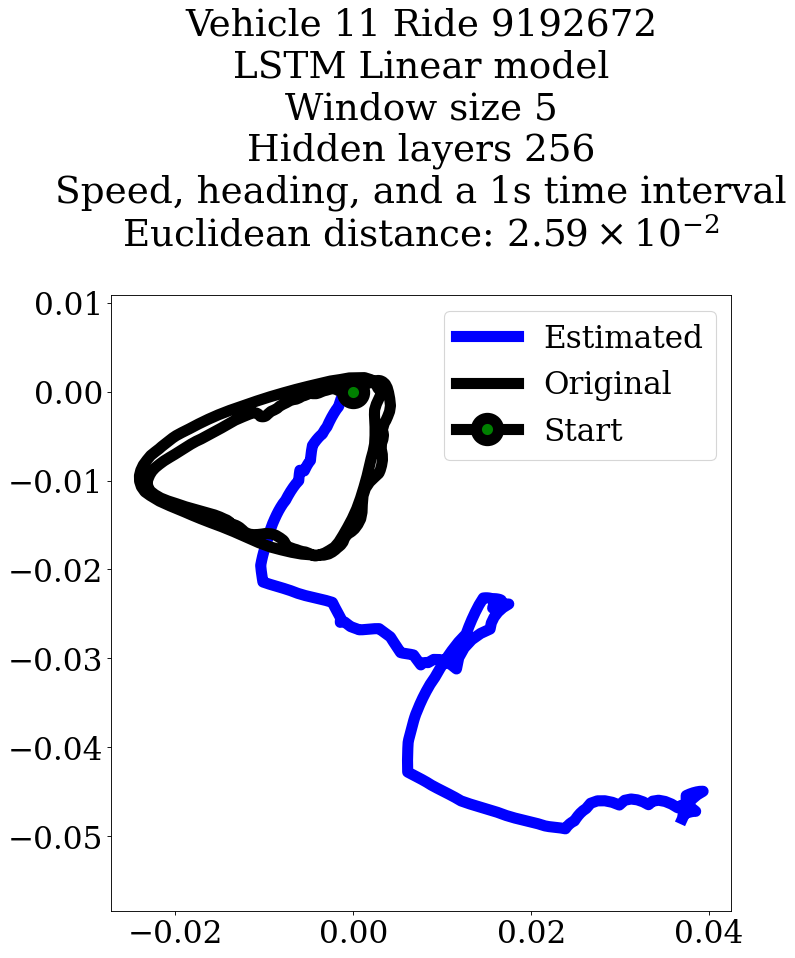 Vehicle 11 Ride 9192672
LSTM Linear model
Window size 5
Hidden layers 256
Speed, heading, and a 1s time interval
Euclidean distance: 2.59 × 10⁻²
Estimated
Original
Start
0.01
0.00
−0.01
−0.02
−0.03
−0.04
−0.05
−0.02 0.00 0.02 0.04